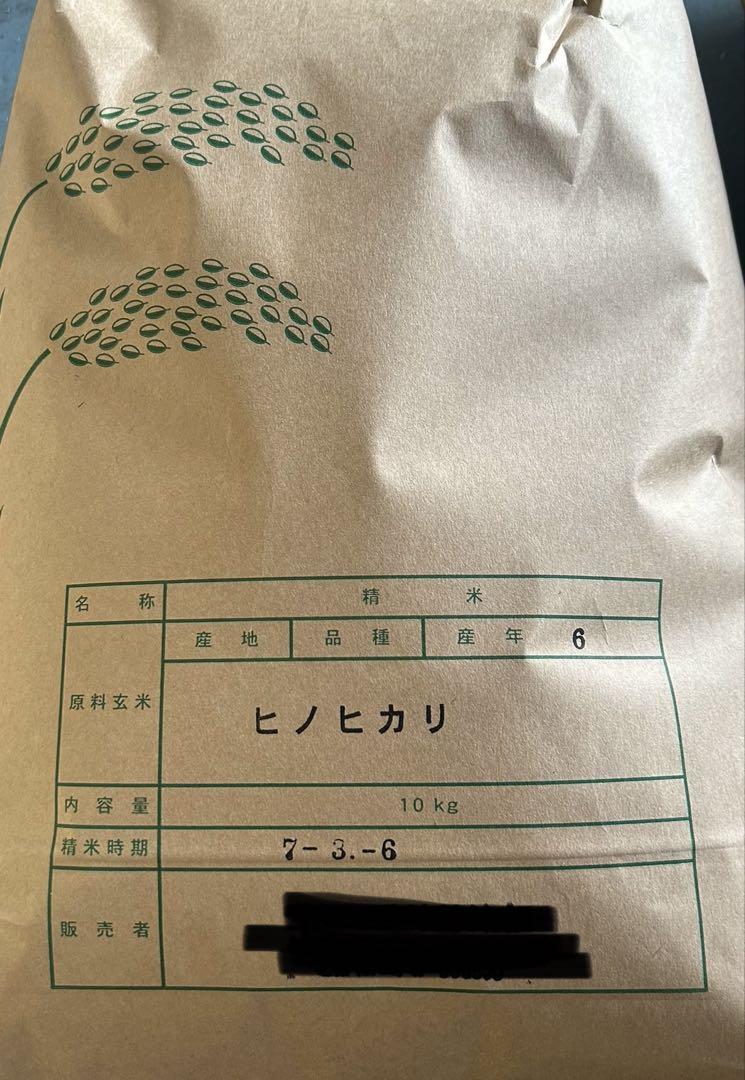 名称 精米
産地 品種 産年 6
原料玄米 ヒノヒカリ
内容量 10kg
精米時期 7-3.-6
販売者